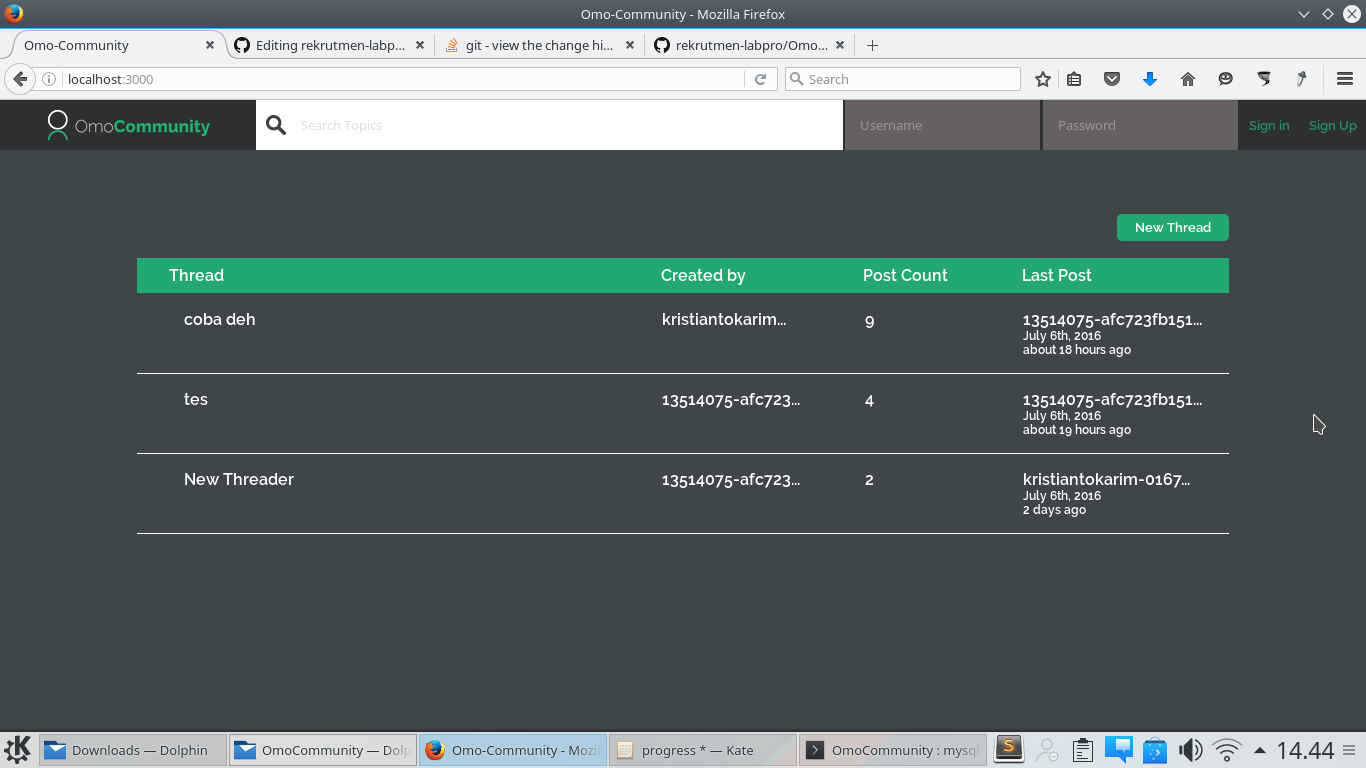 Omo-Community - Mozilla Firefox
Omo-Community
Editing rekrutmen-labp...
git - view the change hi...
rekrutmen-labpro/Omo...
localhost:3000
Search
OmoCommunity
Search Topics
Username
Password
Sign in
Sign Up
New Thread
Thread Created by Post Count Last Post
coba deh kristiantokarim... 9 13514075-afc723fb151...
July 6th, 2016
about 18 hours ago
tes 13514075-afc723... 4 13514075-afc723fb151...
July 6th, 2016
about 19 hours ago
New Threader 13514075-afc723... 2 kristiantokarim-0167...
July 6th, 2016
2 days ago
Downloads — Dolphin
OmoCommunity — Dolp
Omo-Community - Mozil
progress * — Kate
OmoCommunity : mysq
14.44